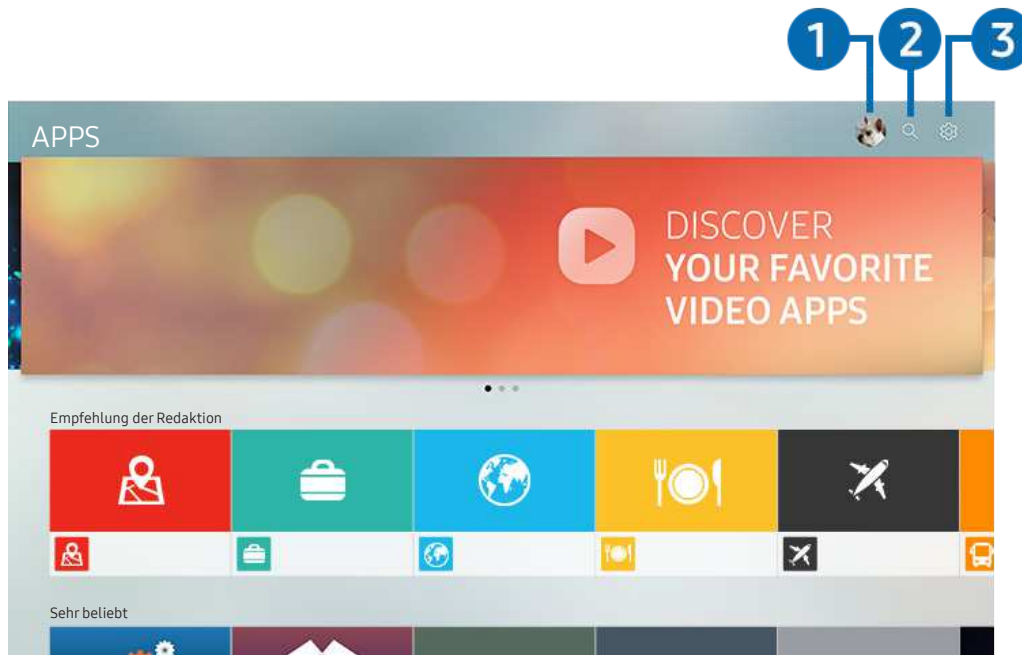 1 2 3
APPS
DISCOVER
YOUR FAVORITE
VIDEO APPS
Empfehlung der Redaktion
Sehr beliebt